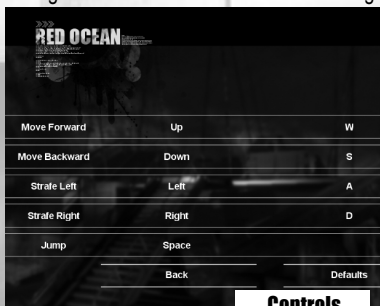 RED OCEAN
Move Forward Up W
Move Backward Down S
Strafe Left Left A
Strafe Right Right D
Jump Space
Back Defaults
Controls